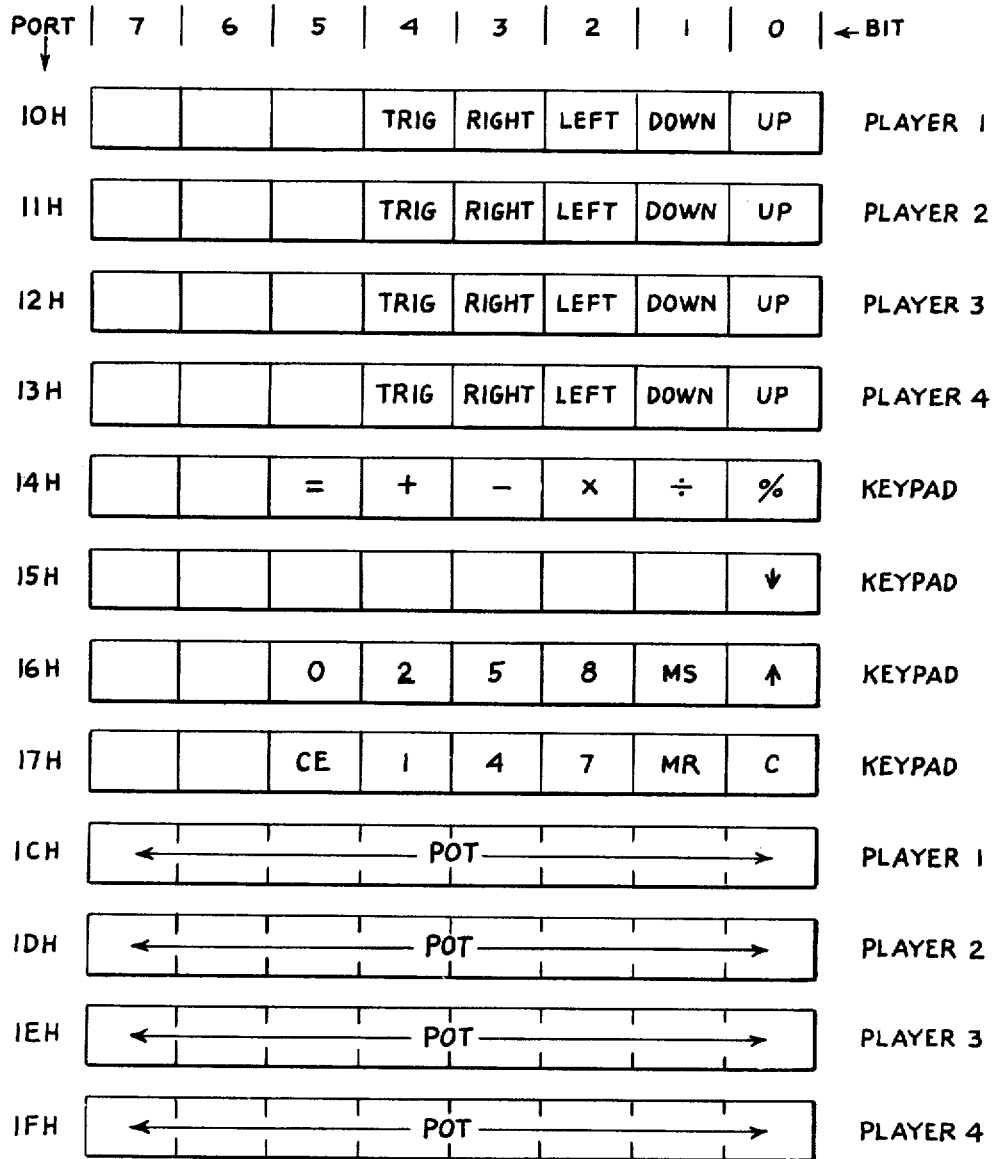 PORT | 7 | 6 | 5 | 4 | 3 | 2 | 1 | 0 | ← BIT
↓
10H TRIG RIGHT LEFT DOWN UP PLAYER 1
11H TRIG RIGHT LEFT DOWN UP PLAYER 2
12H TRIG RIGHT LEFT DOWN UP PLAYER 3
13H TRIG RIGHT LEFT DOWN UP PLAYER 4
14H = + - × ÷ % KEYPAD
15H ↓ KEYPAD
16H 0 2 5 8 MS ↑ KEYPAD
17H CE 1 4 7 MR C KEYPAD
1CH ← POT → PLAYER 1
1DH ← POT → PLAYER 2
1EH ← POT → PLAYER 3
1FH ← POT → PLAYER 4